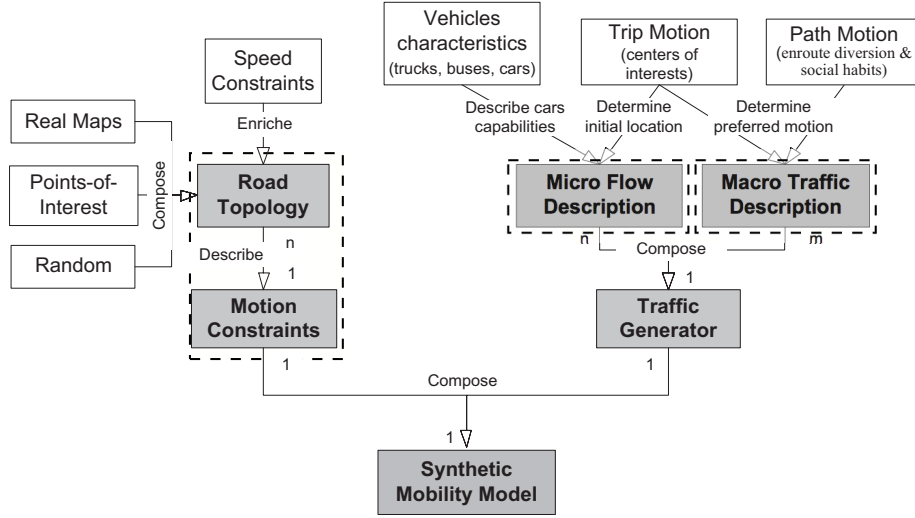 Speed
Constraints
Vehicles
characteristics
(trucks, buses, cars)
Trip Motion
(centers of
interests)
Path Motion
(enroute diversion &
social habits)
Real Maps
Points-of-
Interest
Random
Compose
Enriche
Describe cars
capabilities
Determine
initial location
Determine
preferred motion
Road
Topology
Micro Flow
Description
Macro Traffic
Description
n
Describe
1
n
Compose
m
1
Motion
Constraints
Traffic
Generator
1
1
Compose
1
Synthetic
Mobility Model